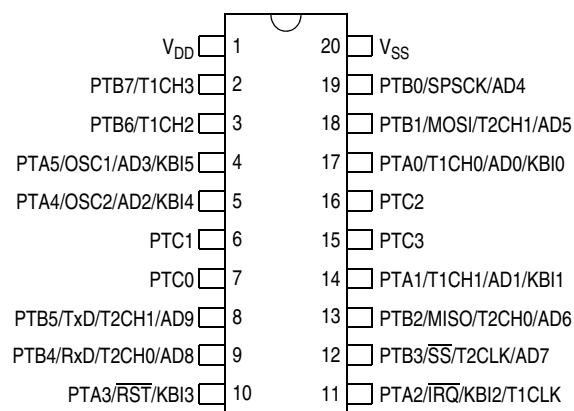 VDD 1 20 VSS
PTB7/T1CH3 2 19 PTB0/SPSCK/AD4
PTB6/T1CH2 3 18 PTB1/MOSI/T2CH1/AD5
PTA5/OSC1/AD3/KBI5 4 17 PTA0/T1CH0/AD0/KBI0
PTA4/OSC2/AD2/KBI4 5 16 PTC2
PTC1 6 15 PTC3
PTC0 7 14 PTA1/T1CH1/AD1/KBI1
PTB5/TxD/T2CH1/AD9 8 13 PTB2/MISO/T2CH0/AD6
PTB4/RxD/T2CH0/AD8 9 12 PTB3/S̅S̅/T2CLK/AD7
PTA3/R̅S̅T̅/KBI3 10 11 PTA2/I̅R̅Q̅/KBI2/T1CLK